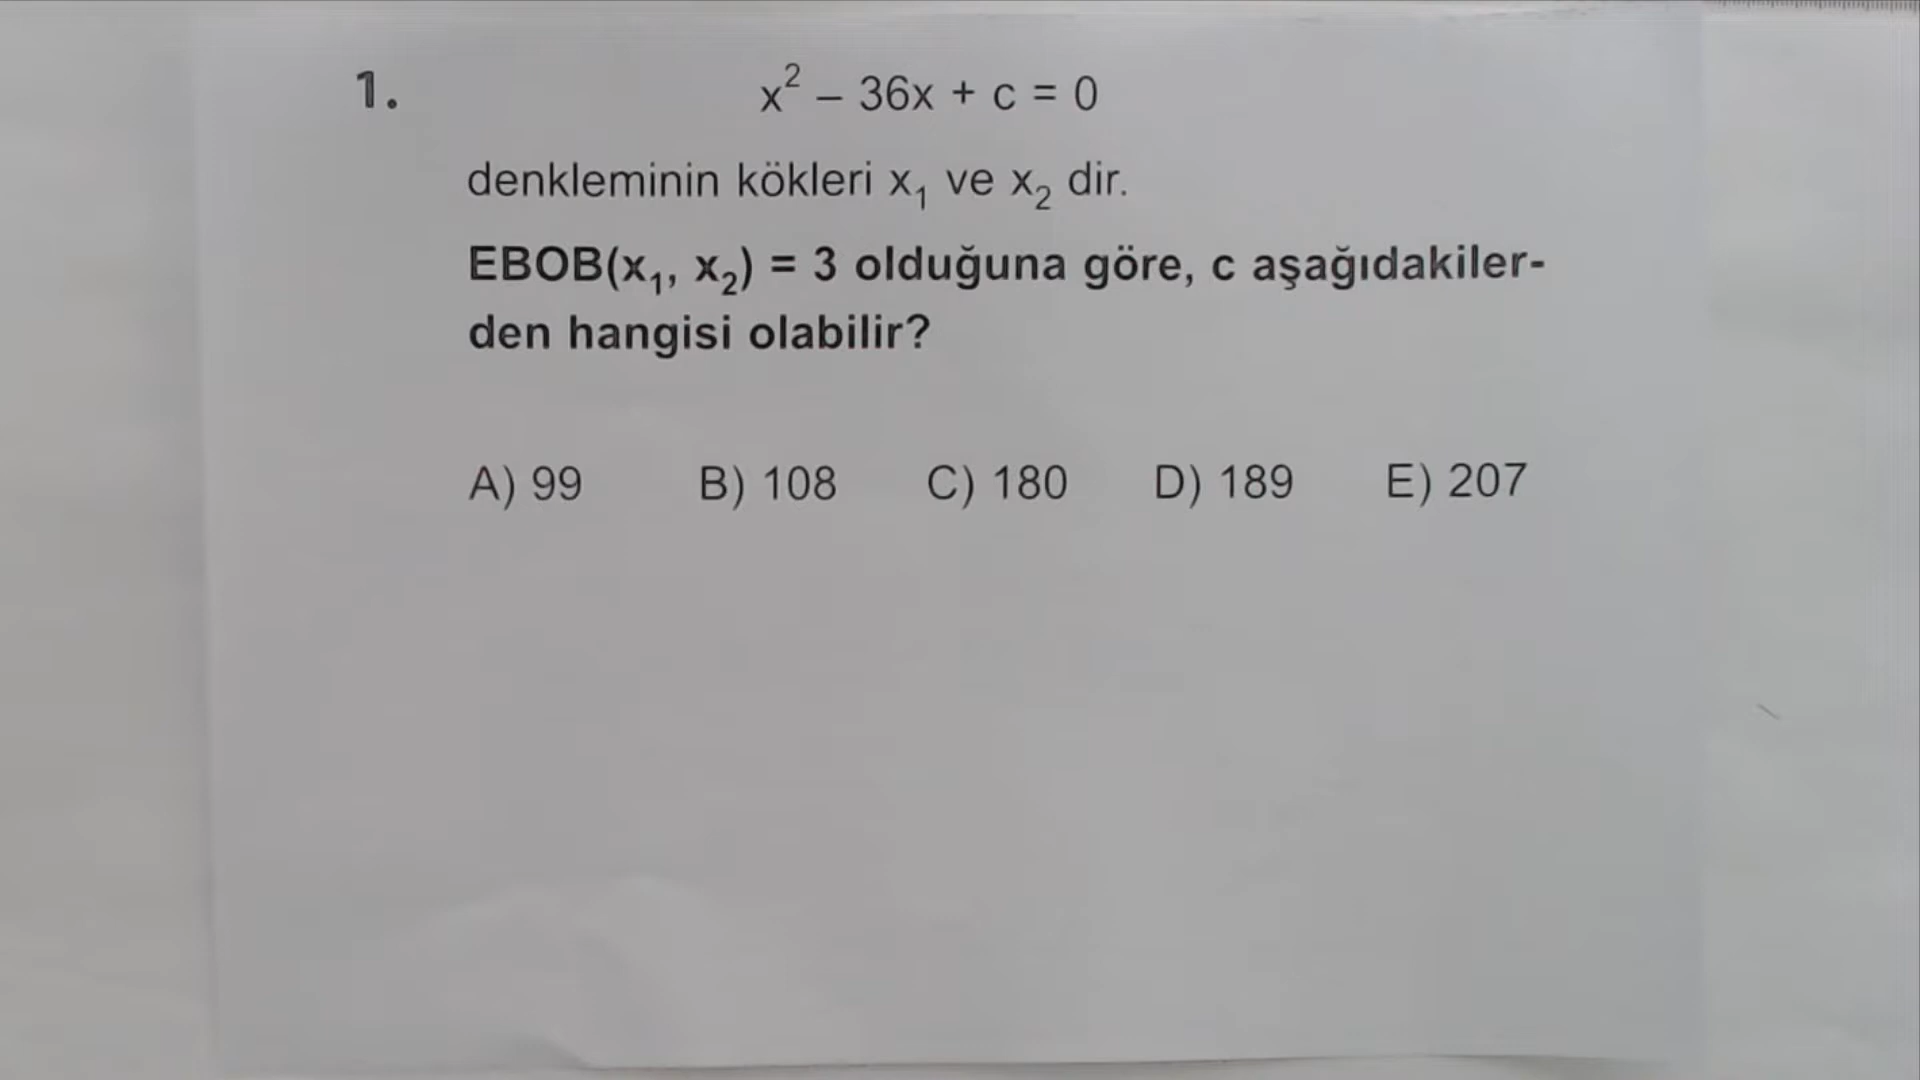 1. x² – 36x + c = 0
denkleminin kökleri x₁ ve x₂ dir.
EBOB(x₁, x₂) = 3 olduğuna göre, c aşağıdakiler-
den hangisi olabilir?
A) 99 B) 108 C) 180 D) 189 E) 207